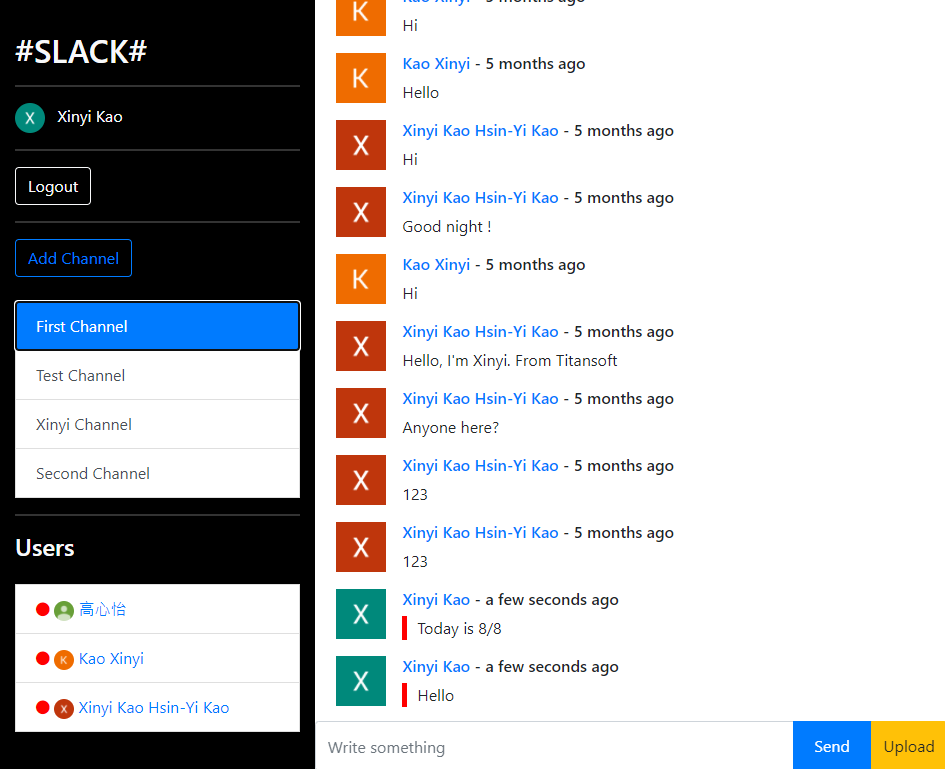 #SLACK#
X Xinyi Kao
Logout
Add Channel
First Channel
Test Channel
Xinyi Channel
Second Channel
Users
高心怡
K Kao Xinyi
X Xinyi Kao Hsin-Yi Kao
K Kao Xinyi - 5 months ago
Hi
K Kao Xinyi - 5 months ago
Hello
X Xinyi Kao Hsin-Yi Kao - 5 months ago
Hi
X Xinyi Kao Hsin-Yi Kao - 5 months ago
Good night !
K Kao Xinyi - 5 months ago
Hi
X Xinyi Kao Hsin-Yi Kao - 5 months ago
Hello, I'm Xinyi. From Titansoft
X Xinyi Kao Hsin-Yi Kao - 5 months ago
Anyone here?
X Xinyi Kao Hsin-Yi Kao - 5 months ago
123
X Xinyi Kao Hsin-Yi Kao - 5 months ago
123
X Xinyi Kao - a few seconds ago
Today is 8/8
X Xinyi Kao - a few seconds ago
Hello
Write something
Send
Upload